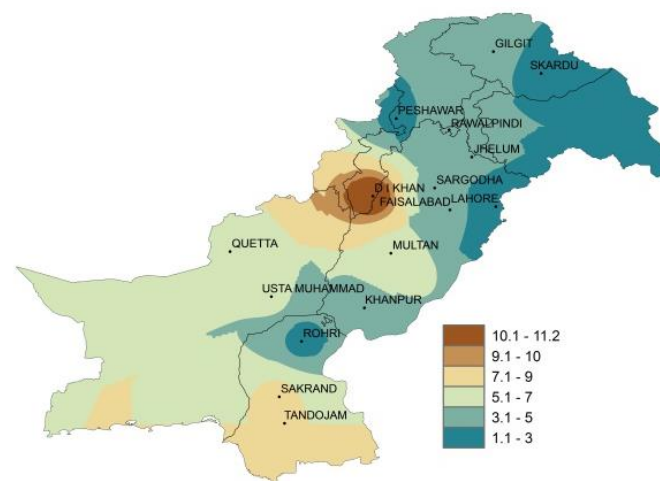 GILGIT
SKARDU
PESHAWAR
RAWALPINDI
JHELUM
SARGODHA
D I KHAN
FAISALABAD
LAHORE
QUETTA
MULTAN
USTA MUHAMMAD
KHANPUR
ROHRI
SAKRAND
TANDOJAM
10.1 - 11.2
9.1 - 10
7.1 - 9
5.1 - 7
3.1 - 5
1.1 - 3